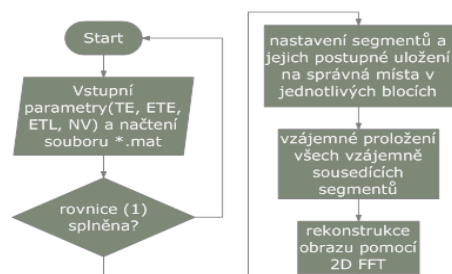 Start
Vstupní
parametry(TE, ETE,
ETL, NV) a načtení
souboru *.mat
rovnice (1)
splněna?
nastavení segmentů a
jejich postupné uložení
na správná místa v
jednotlivých blocích
vzájemné proložení
všech vzájemně
sousedících
segmentů
rekonstrukce
obrazu pomocí
2D FFT